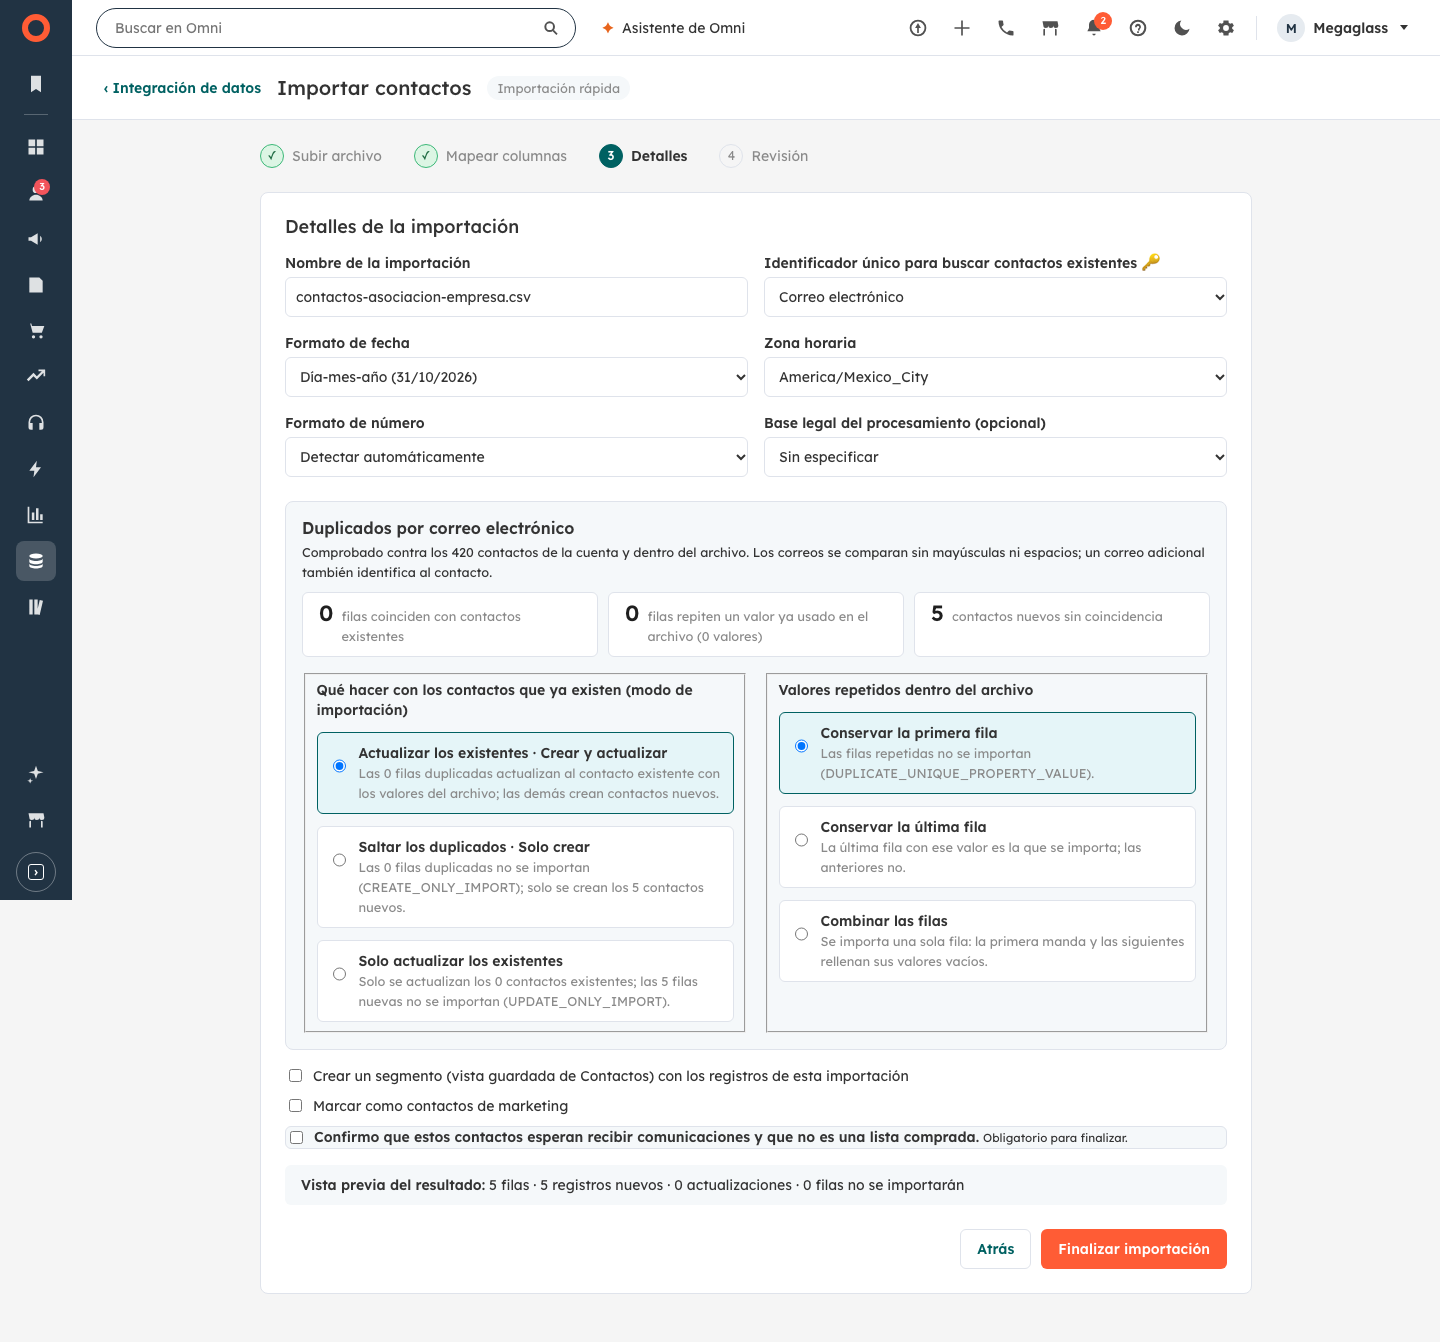 Buscar en Omni
Asistente de Omni
2
M
Megaglass
‹ Integración de datos
Importar contactos
Importación rápida
3
✓ Subir archivo
✓ Mapear columnas
3 Detalles
4 Revisión
Detalles de la importación
Nombre de la importación
Identificador único para buscar contactos existentes 🔑
contactos-asociacion-empresa.csv
Correo electrónico
Formato de fecha
Zona horaria
Día-mes-año (31/10/2026)
America/Mexico_City
Formato de número
Base legal del procesamiento (opcional)
Detectar automáticamente
Sin especificar
Duplicados por correo electrónico
Comprobado contra los 420 contactos de la cuenta y dentro del archivo. Los correos se comparan sin mayúsculas ni espacios; un correo adicional
también identifica al contacto.
0 filas coinciden con contactos
existentes
0 filas repiten un valor ya usado en el
archivo (0 valores)
5 contactos nuevos sin coincidencia
Qué hacer con los contactos que ya existen (modo de
importación)
Actualizar los existentes · Crear y actualizar
Las 0 filas duplicadas actualizan al contacto existente con
los valores del archivo; las demás crean contactos nuevos.
Saltar los duplicados · Solo crear
Las 0 filas duplicadas no se importan
(CREATE_ONLY_IMPORT); solo se crean los 5 contactos
nuevos.
Solo actualizar los existentes
Solo se actualizan los 0 contactos existentes; las 5 filas
nuevas no se importan (UPDATE_ONLY_IMPORT).
Valores repetidos dentro del archivo
Conservar la primera fila
Las filas repetidas no se importan
(DUPLICATE_UNIQUE_PROPERTY_VALUE).
Conservar la última fila
La última fila con ese valor es la que se importa; las
anteriores no.
Combinar las filas
Se importa una sola fila: la primera manda y las siguientes
rellenan sus valores vacíos.
Crear un segmento (vista guardada de Contactos) con los registros de esta importación
Marcar como contactos de marketing
Confirmo que estos contactos esperan recibir comunicaciones y que no es una lista comprada. Obligatorio para finalizar.
Vista previa del resultado: 5 filas · 5 registros nuevos · 0 actualizaciones · 0 filas no se importarán
Atrás
Finalizar importación